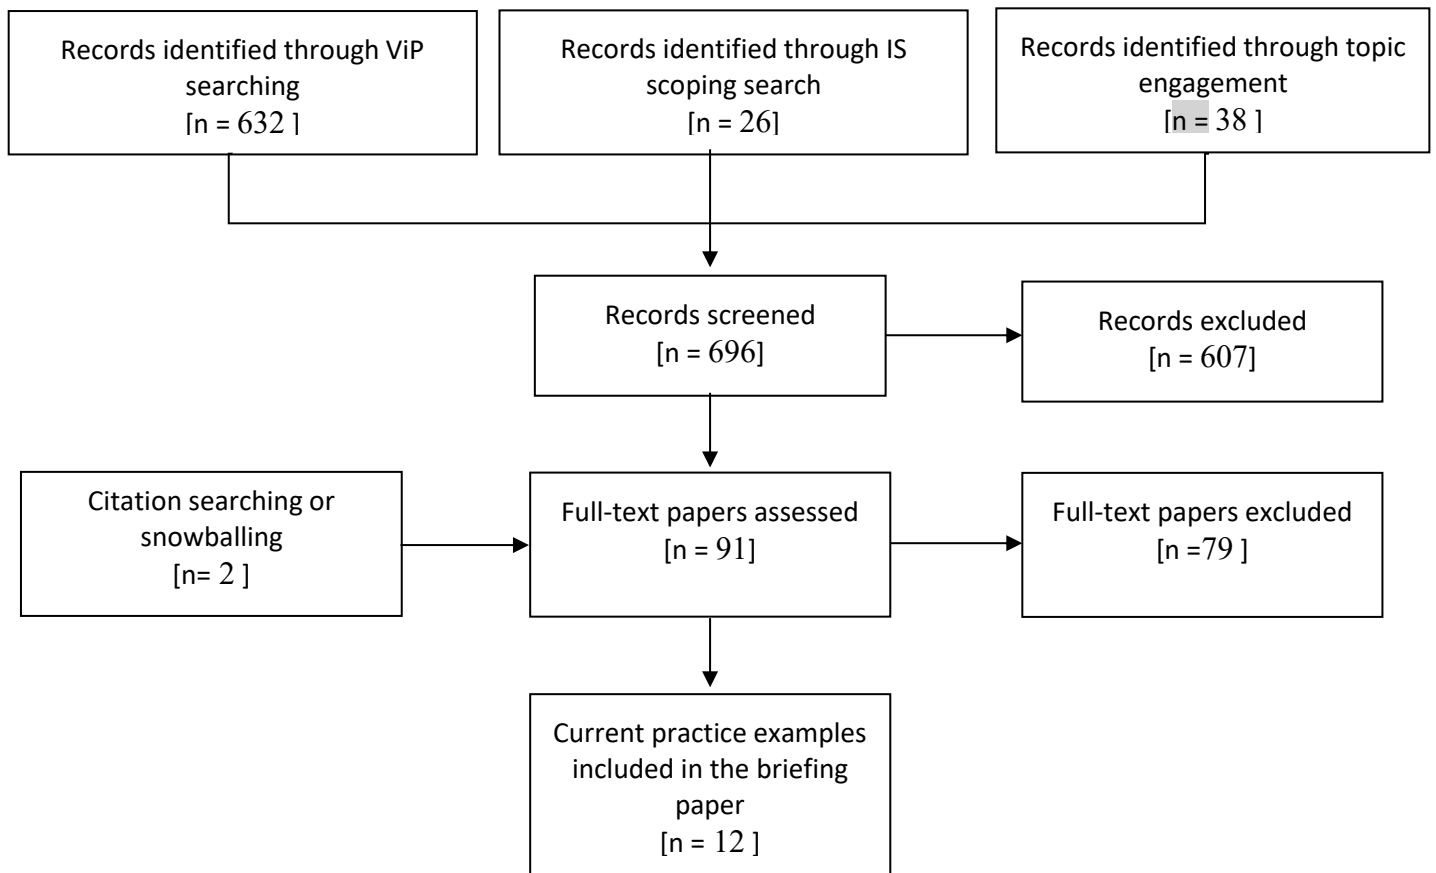 Records identified through ViP
searching
[n = 632 ]
Records identified through IS
scoping search
[n = 26]
Records identified through topic
engagement
[n = 38 ]
Records screened
[n = 696]
Records excluded
[n = 607]
Citation searching or
snowballing
[n= 2 ]
Full-text papers assessed
[n = 91]
Full-text papers excluded
[n =79 ]
Current practice examples
included in the briefing
paper
[n = 12 ]